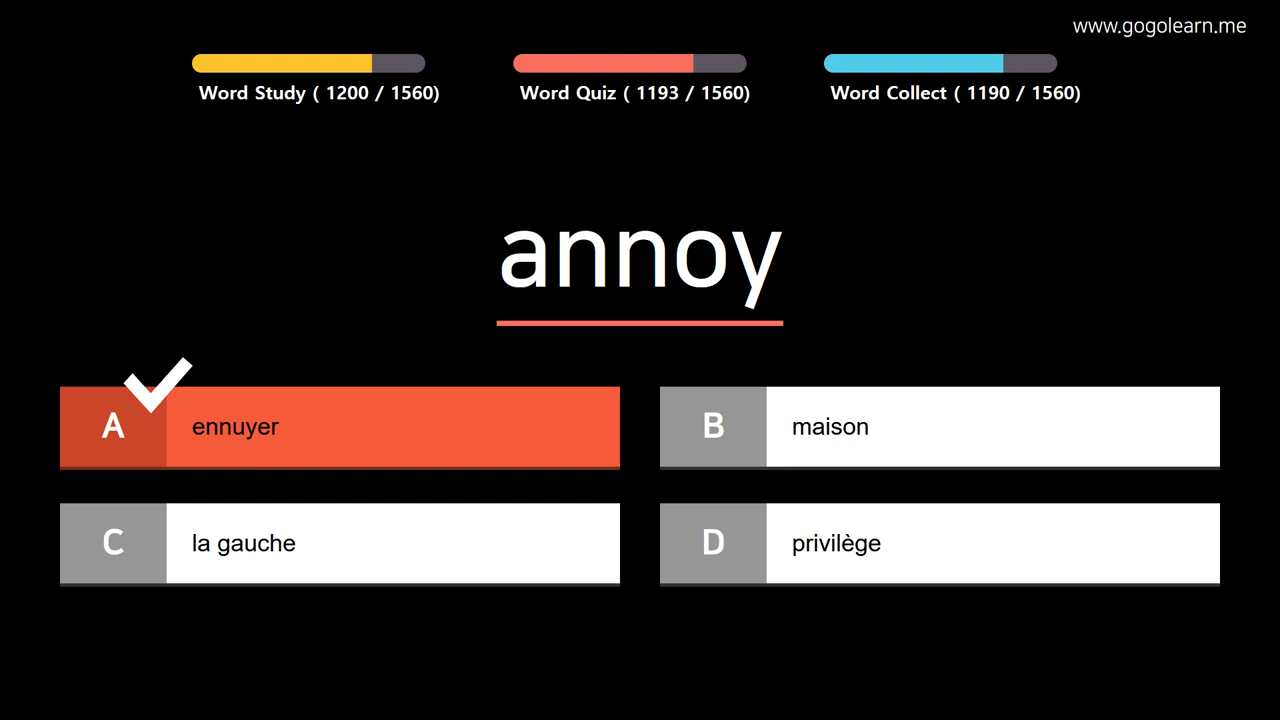 www.gogolearn.me
Word Study ( 1200 / 1560)
Word Quiz ( 1193 / 1560)
Word Collect ( 1190 / 1560)
annoy
A ennuyer
B maison
C la gauche
D privilège